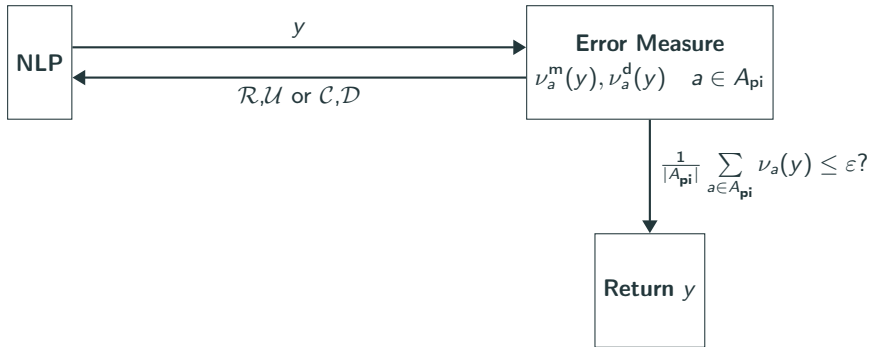 y
NLP
Error Measure
ν_a^m(y), ν_a^d(y) a ∈ A_pi
ℛ,𝒰 or 𝒞,𝒟
1/|A_pi| ∑_{a∈A_pi} ν_a(y) ≤ ε?
Return y